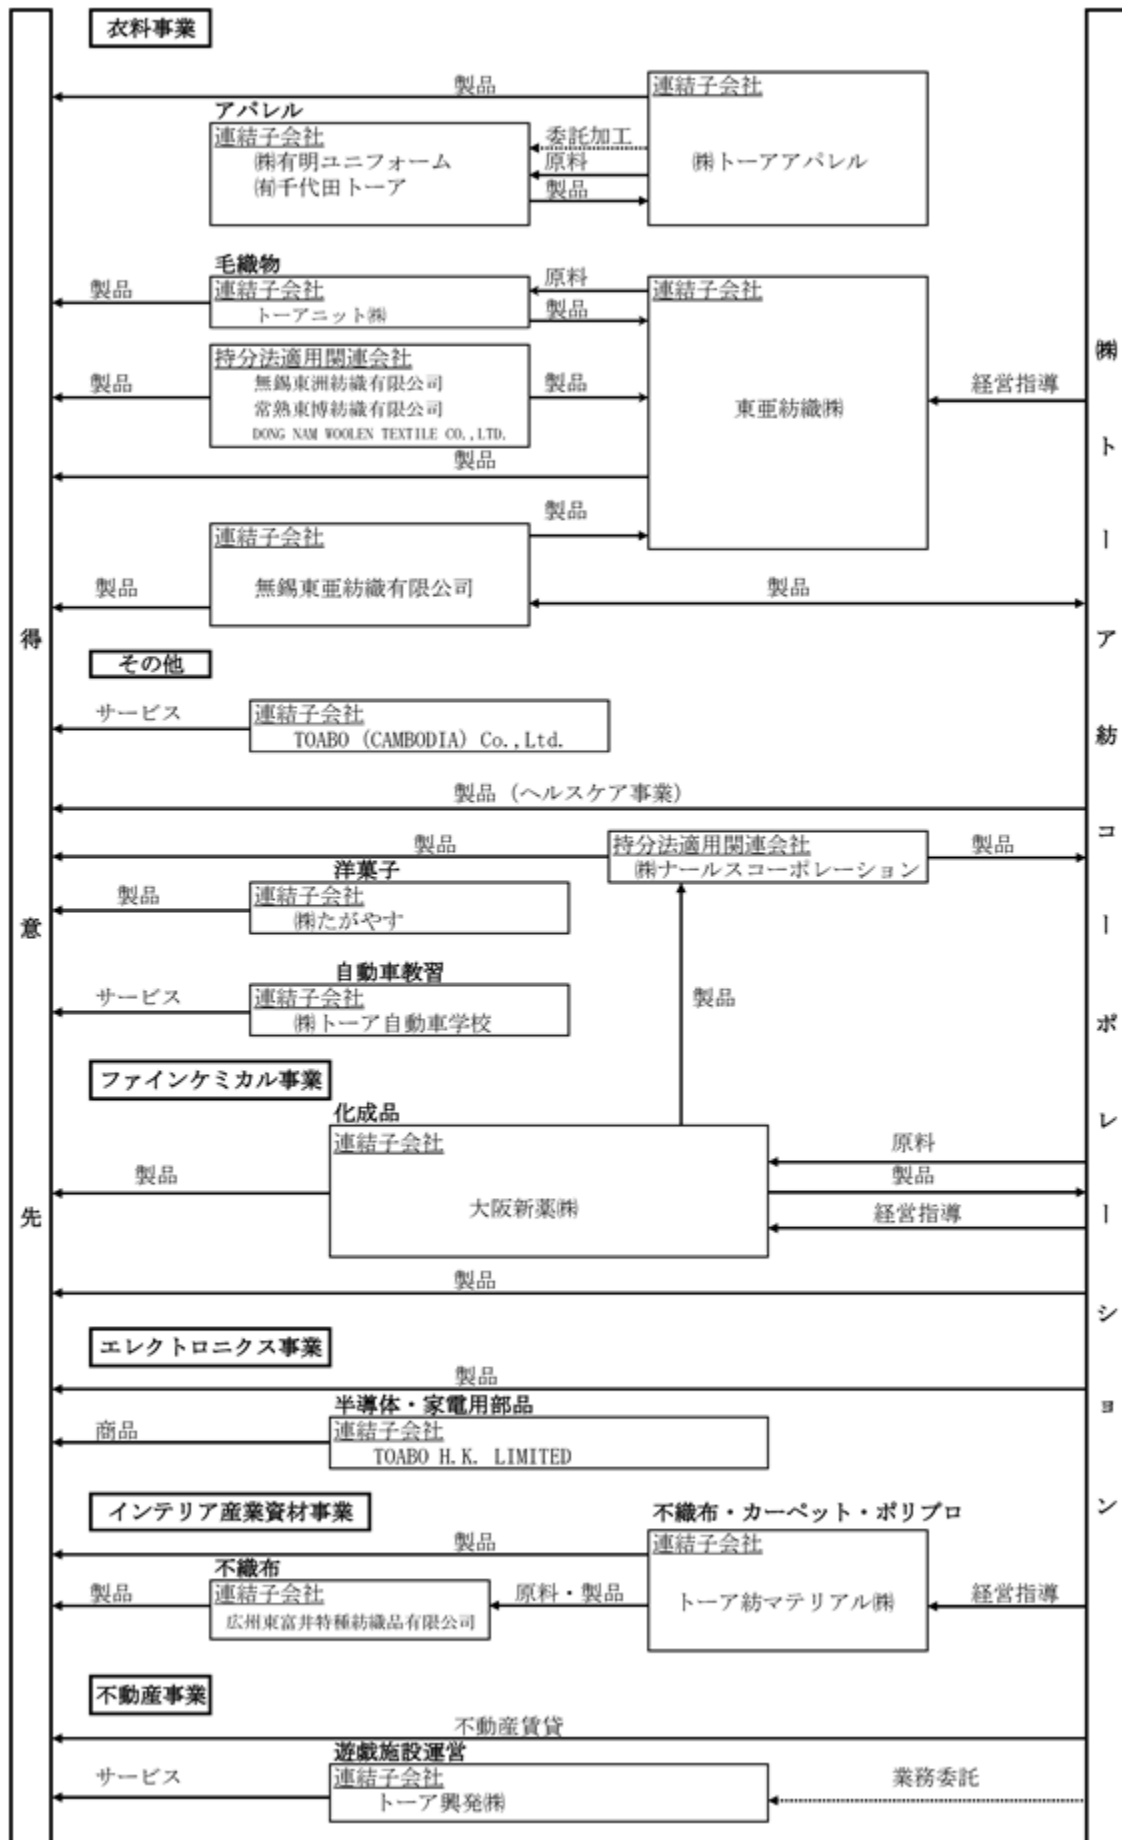 衣料事業
製品
連結子会社
㈱トーアアパレル
アパレル
連結子会社
㈱有明ユニフォーム
㈲千代田トーア
委託加工
原料
製品
毛織物
連結子会社
トーアニット㈱
製品
原料
製品
連結子会社
東亜紡織㈱
経営指導
持分法適用関連会社
無錫東洲紡織有限公司
常熟東博紡織有限公司
DONG NAM WOOLEN TEXTILE CO.,LTD.
製品
製品
製品
連結子会社
無錫東亜紡織有限公司
製品
製品
製品
その他
サービス
連結子会社
TOABO (CAMBODIA) Co.,Ltd.
製品（ヘルスケア事業）
製品
持分法適用関連会社
㈱ナールスコーポレーション
製品
洋菓子
製品
連結子会社
㈱たがやす
自動車教習
サービス
連結子会社
㈱トーア自動車学校
製品
ファインケミカル事業
化成品
連結子会社
大阪新薬㈱
製品
原料
製品
経営指導
製品
エレクトロニクス事業
製品
半導体・家電用部品
商品
連結子会社
TOABO H.K. LIMITED
インテリア産業資材事業
不織布・カーペット・ポリプロ
製品
連結子会社
トーア紡マテリアル㈱
経営指導
不織布
製品
連結子会社
広州東富井特種紡織品有限公司
原料・製品
不動産事業
不動産賃貸
遊戯施設運営
サービス
連結子会社
トーア興発㈱
業務委託
得意先
㈱トーア紡コーポレーション